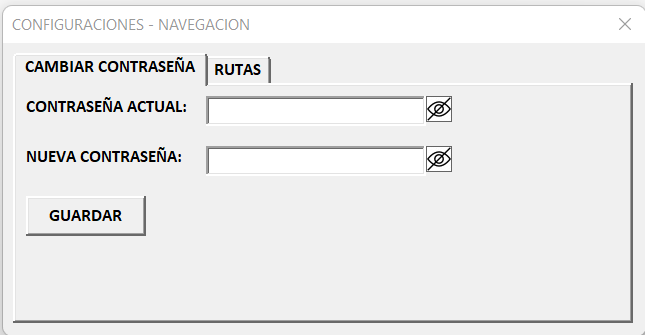 CONFIGURACIONES - NAVEGACION
CAMBIAR CONTRASEÑA RUTAS
CONTRASEÑA ACTUAL:
NUEVA CONTRASEÑA:
GUARDAR